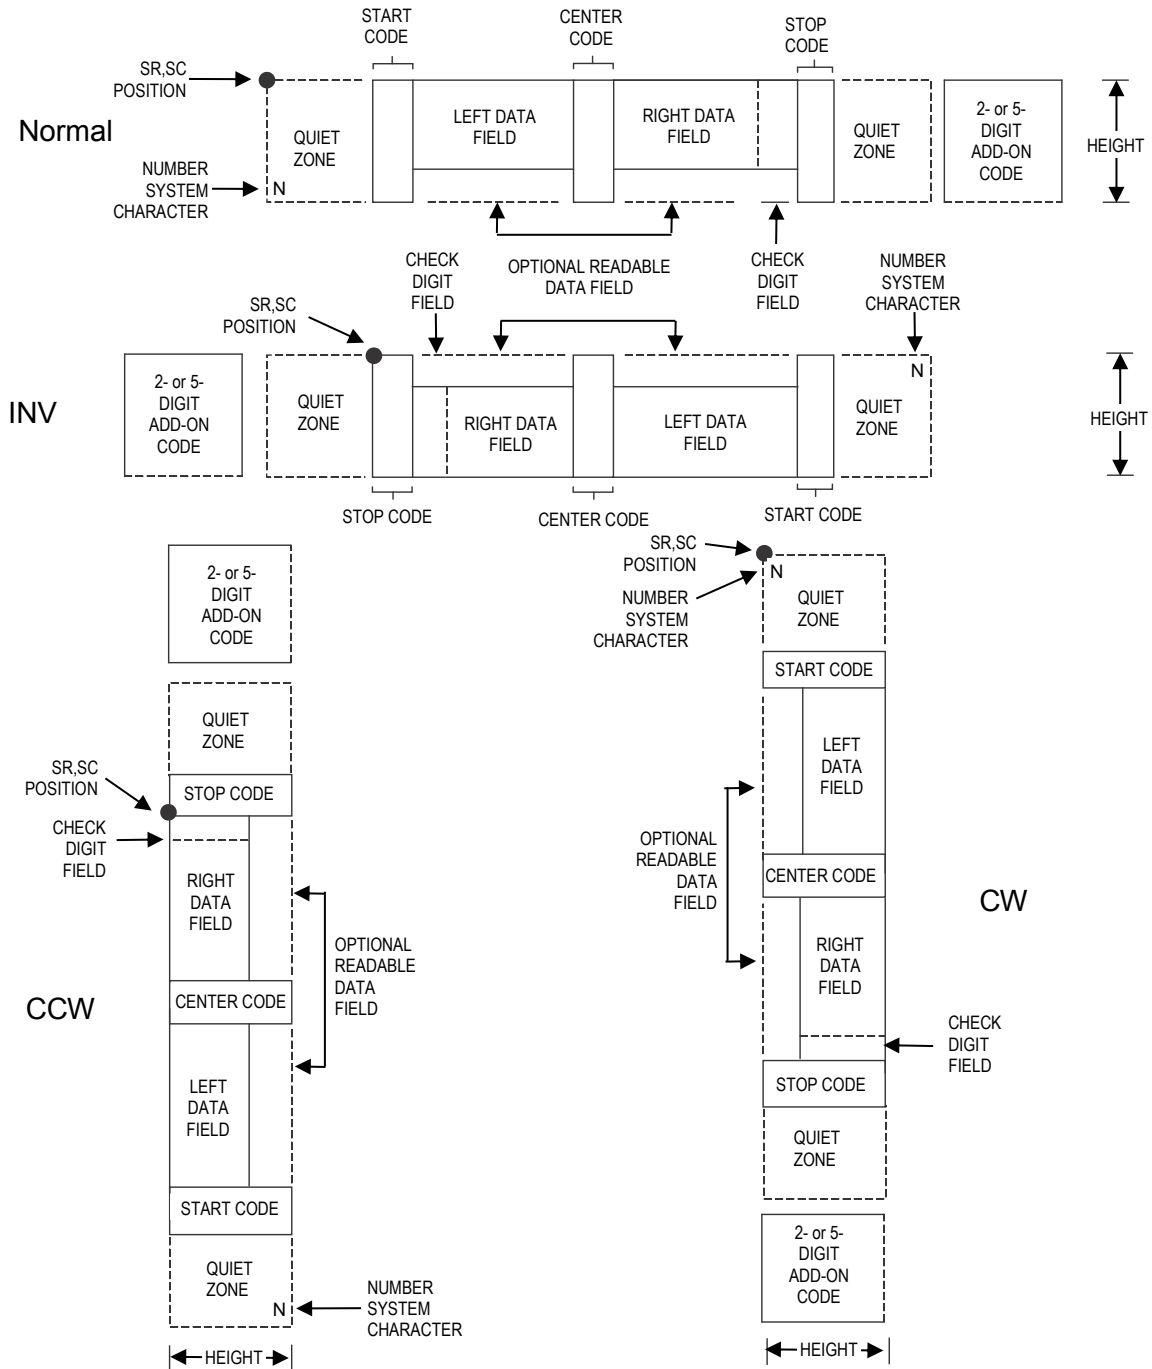 START
CODE
CENTER
CODE
STOP
CODE
SR,SC
POSITION
Normal
QUIET
ZONE
LEFT DATA
FIELD
RIGHT DATA
FIELD
QUIET
ZONE
2- or 5-
DIGIT
ADD-ON
CODE
HEIGHT
NUMBER
SYSTEM
CHARACTER
N
OPTIONAL READABLE
DATA FIELD
CHECK
DIGIT
FIELD
CHECK
DIGIT
FIELD
NUMBER
SYSTEM
CHARACTER
SR,SC
POSITION
INV
2- or 5-
DIGIT
ADD-ON
CODE
QUIET
ZONE
RIGHT DATA
FIELD
LEFT DATA
FIELD
QUIET
ZONE
N
HEIGHT
STOP CODE
CENTER CODE
START CODE
2- or 5-
DIGIT
ADD-ON
CODE
QUIET
ZONE
SR,SC
POSITION
STOP CODE
CHECK
DIGIT
FIELD
RIGHT
DATA
FIELD
OPTIONAL
READABLE
DATA
FIELD
CCW
CENTER CODE
LEFT
DATA
FIELD
START CODE
QUIET
ZONE
N
NUMBER
SYSTEM
CHARACTER
HEIGHT
SR,SC
POSITION
N
NUMBER
SYSTEM
CHARACTER
QUIET
ZONE
START CODE
LEFT
DATA
FIELD
OPTIONAL
READABLE
DATA
FIELD
CENTER CODE
CW
RIGHT
DATA
FIELD
CHECK
DIGIT
FIELD
STOP CODE
QUIET
ZONE
2- or 5-
DIGIT
ADD-ON
CODE
HEIGHT